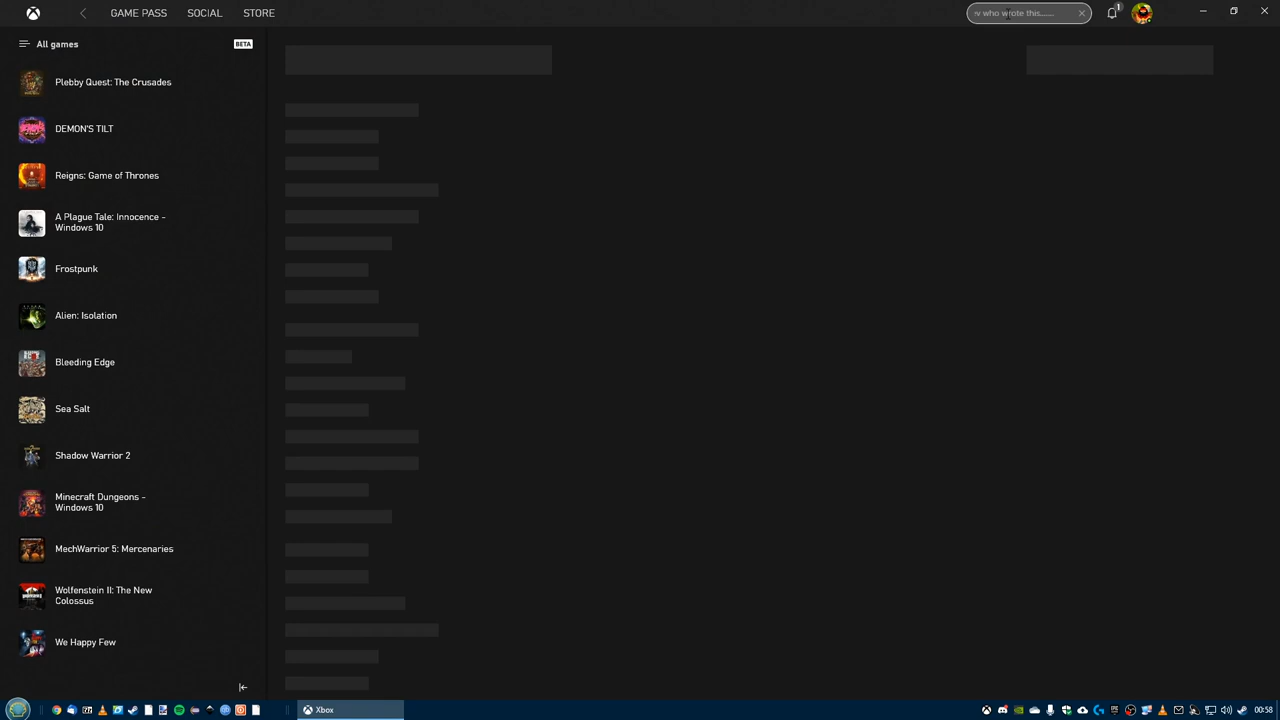 GAME PASS SOCIAL STORE
v who wrote this.......
1
All games
BETA
Plebby Quest: The Crusades
DEMON'S TILT
Reigns: Game of Thrones
A Plague Tale: Innocence -
Windows 10
Frostpunk
Alien: Isolation
Bleeding Edge
Sea Salt
Shadow Warrior 2
Minecraft Dungeons -
Windows 10
MechWarrior 5: Mercenaries
Wolfenstein II: The New
Colossus
We Happy Few
Xbox
00:58